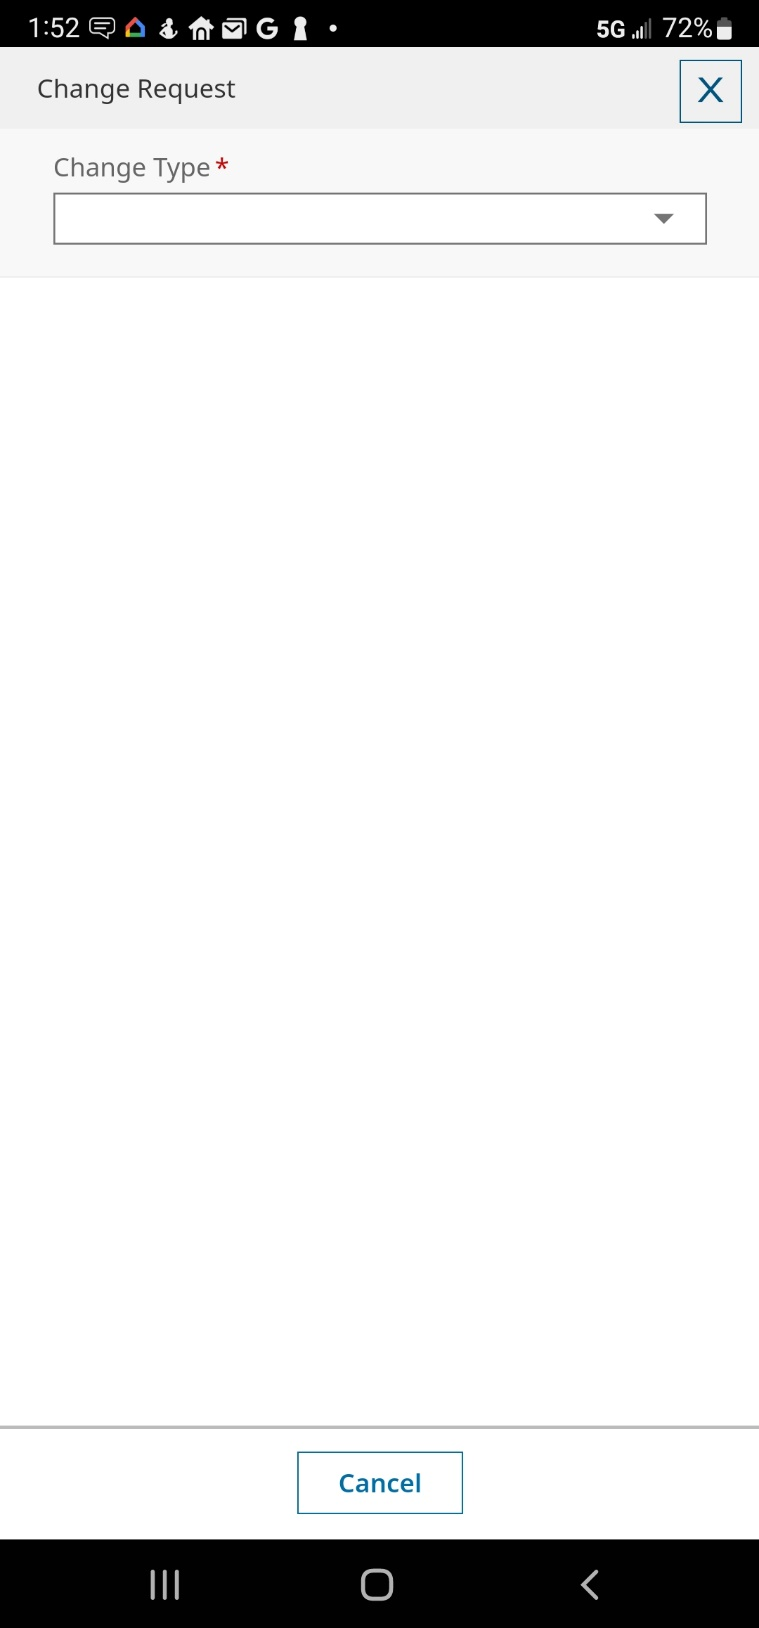 1:52 5G 72%
Change Request X
Change Type *
Cancel